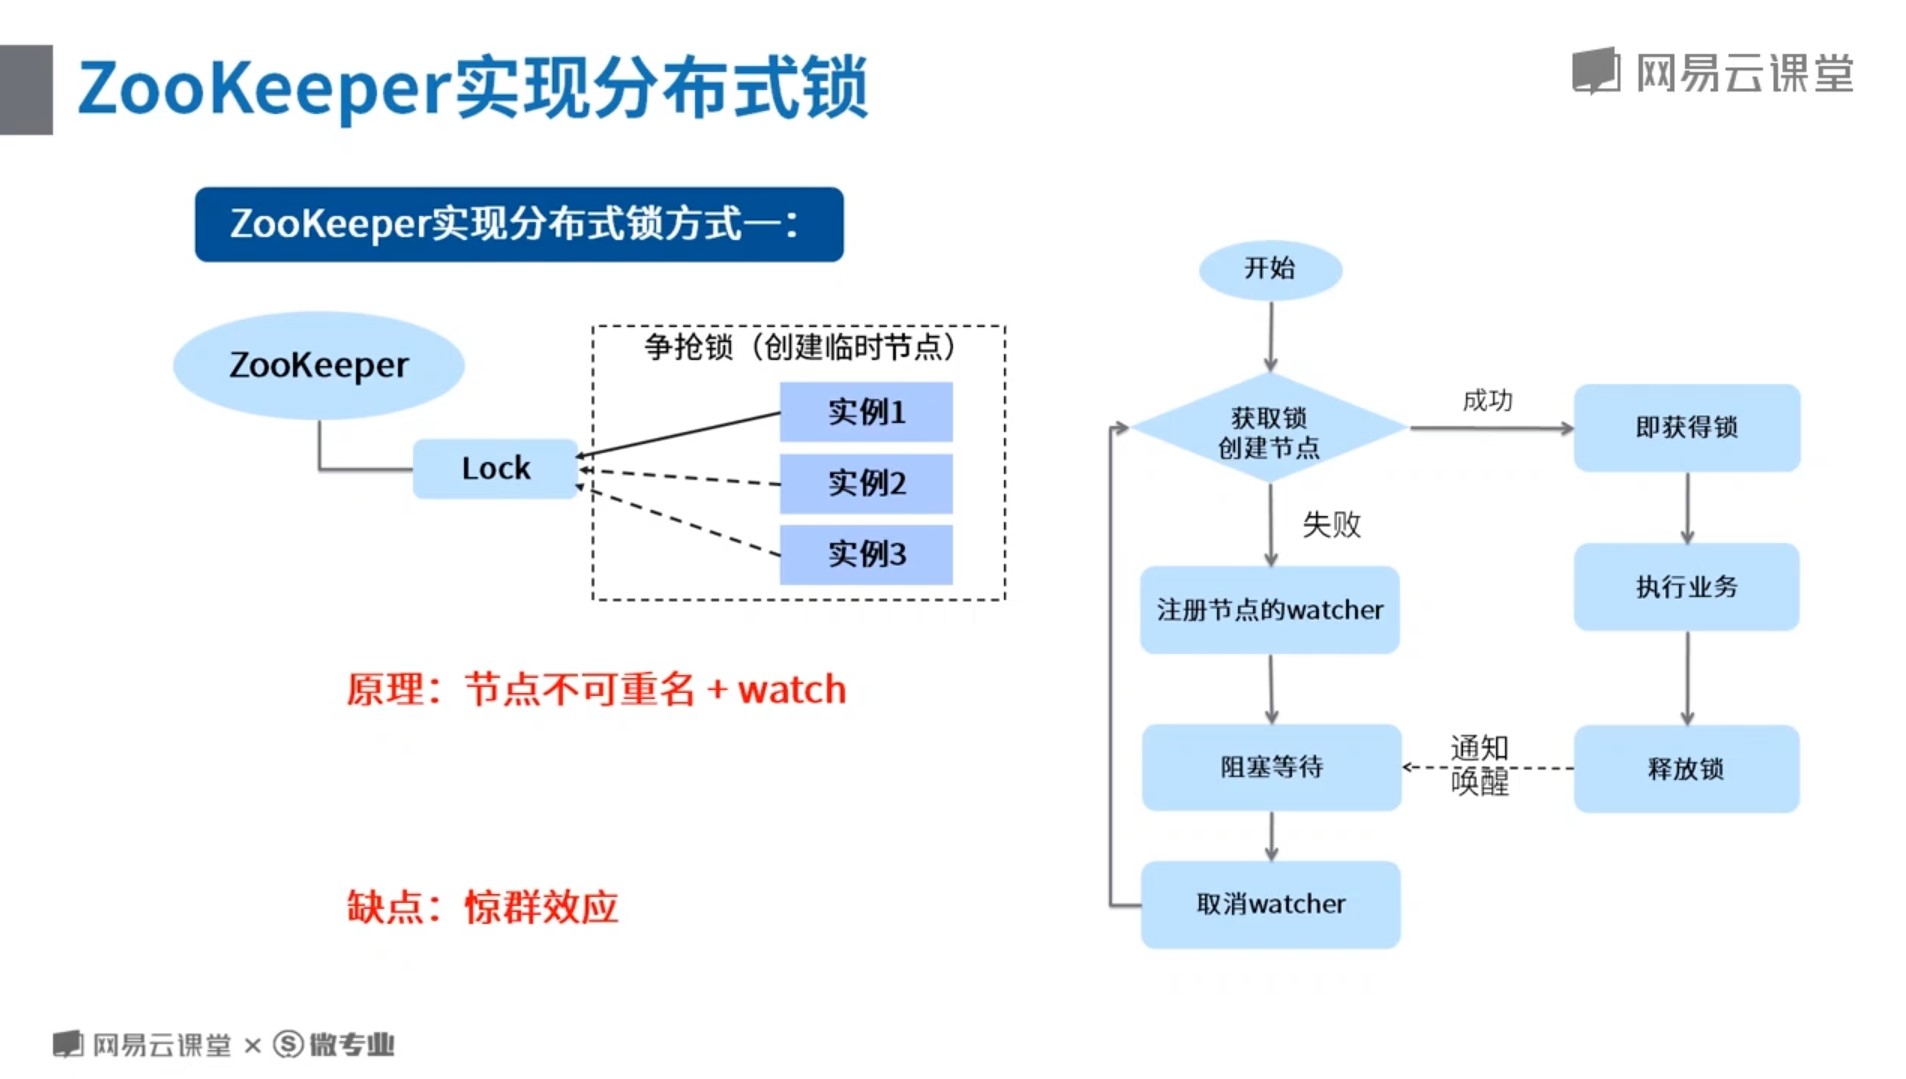 ZooKeeper实现分布式锁
网易云课堂
ZooKeeper实现分布式锁方式一：
ZooKeeper
Lock
争抢锁（创建临时节点）
实例1
实例2
实例3
原理：节点不可重名 + watch
缺点：惊群效应
开始
获取锁
创建节点
成功
即获得锁
失败
执行业务
注册节点的watcher
阻塞等待
通知
唤醒
释放锁
取消watcher
网易云课堂 × 微专业